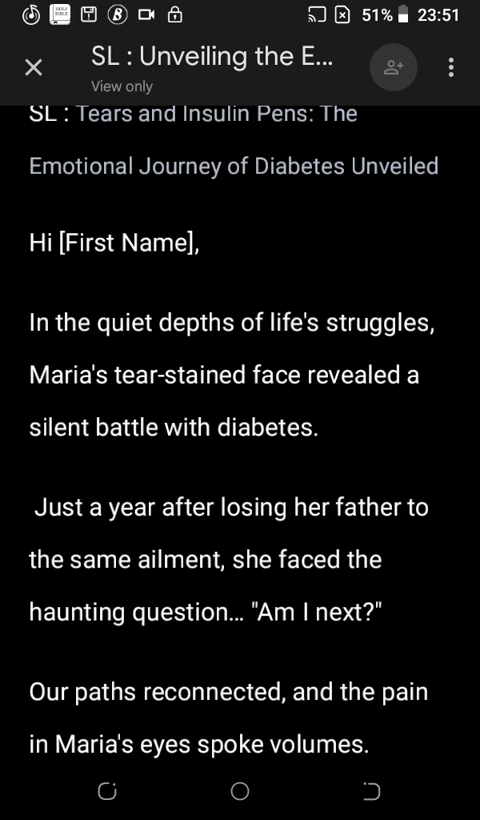 51% 23:51
SL : Unveiling the E...
View only
SL : Tears and Insulin Pens: The
Emotional Journey of Diabetes Unveiled
Hi [First Name],
In the quiet depths of life's struggles,
Maria's tear-stained face revealed a
silent battle with diabetes.
Just a year after losing her father to
the same ailment, she faced the
haunting question... "Am I next?"
Our paths reconnected, and the pain
in Maria's eyes spoke volumes.